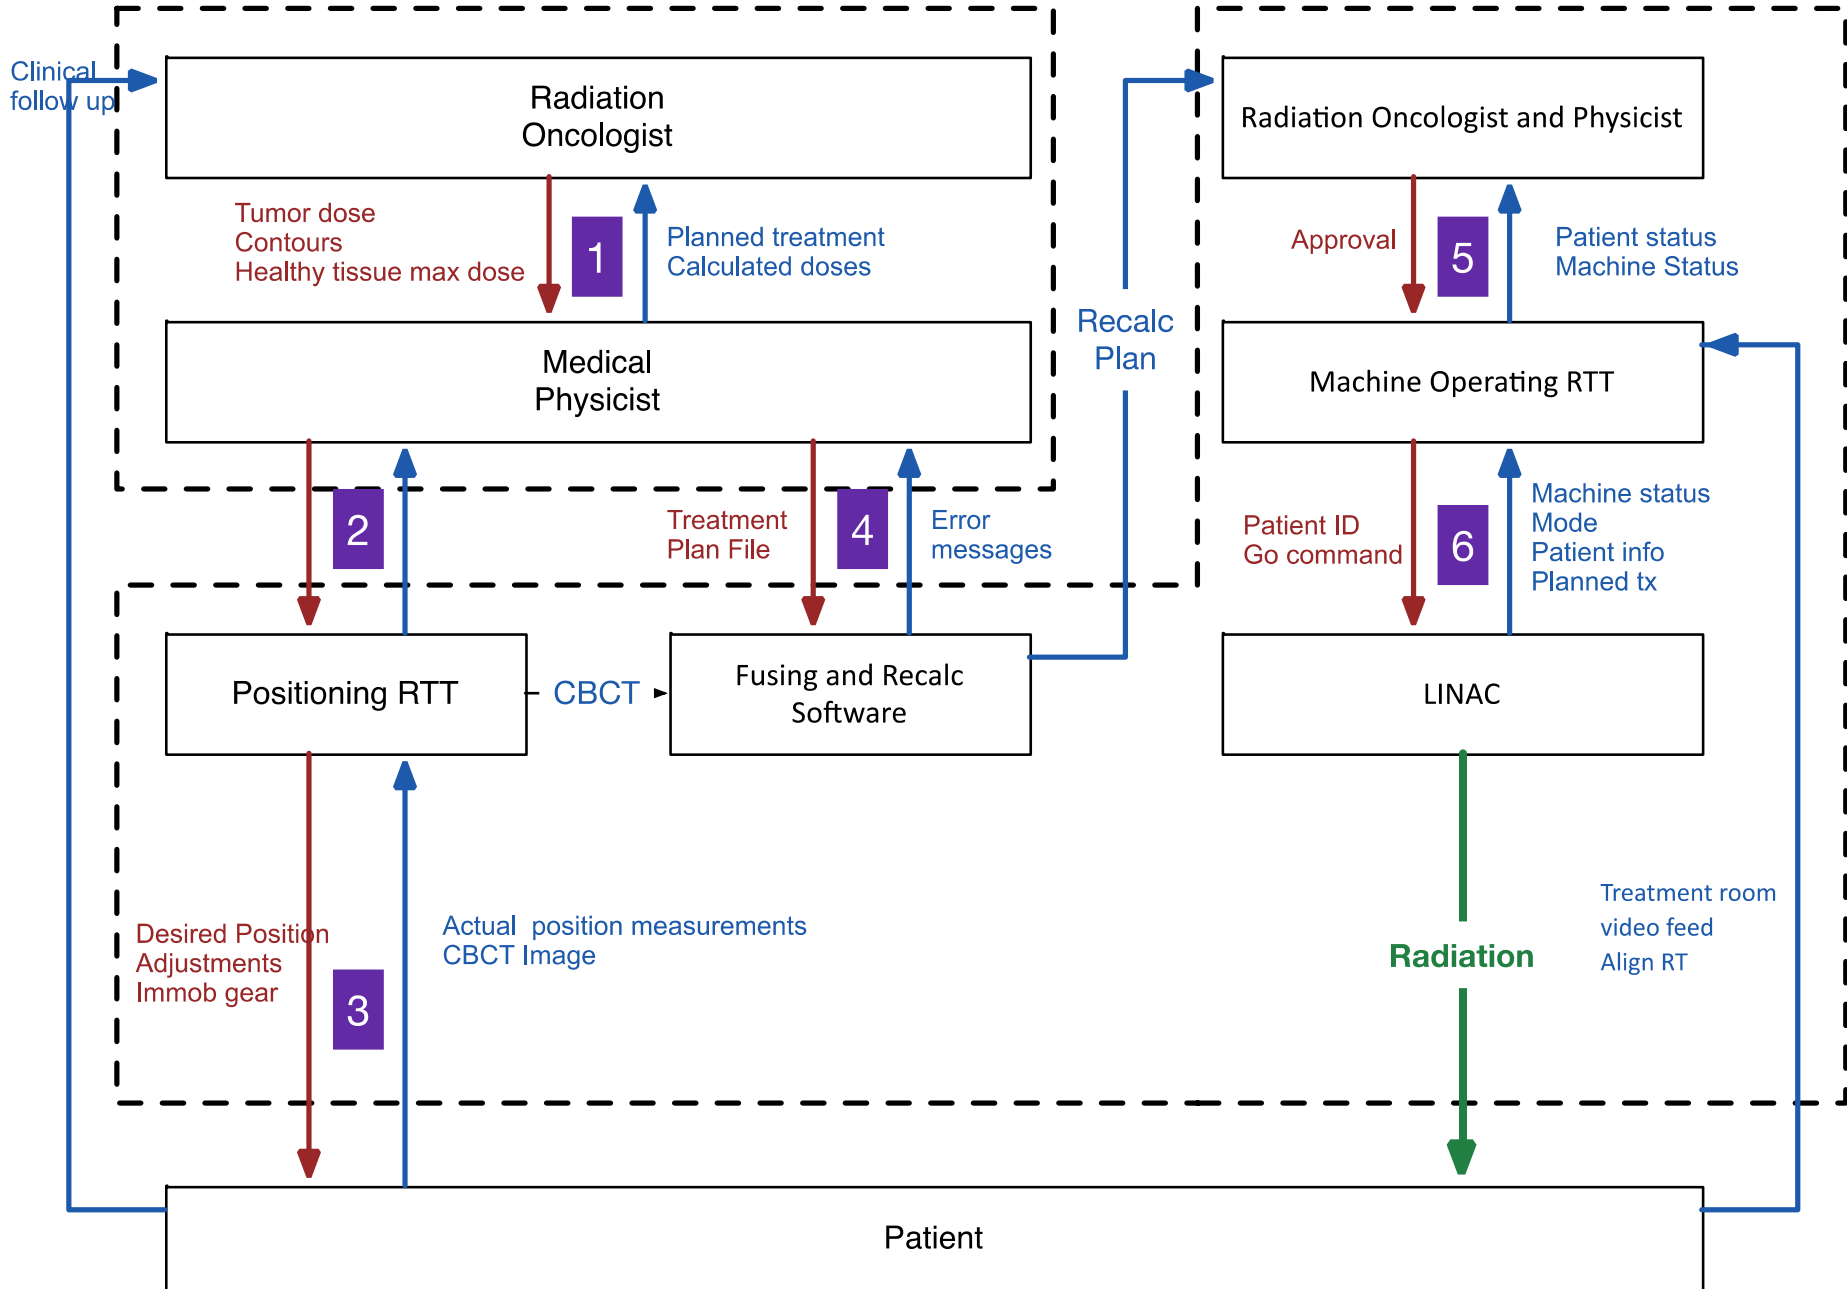 Clinical
follow up
Radiation
Oncologist
Tumor dose
Contours
Healthy tissue max dose
1
Planned treatment
Calculated doses
Medical
Physicist
2
Treatment
Plan File
4
Error
messages
Recalc
Plan
Radiation Oncologist and Physicist
Approval
5
Patient status
Machine Status
Machine Operating RTT
Patient ID
Go command
6
Machine status
Mode
Patient info
Planned tx
Positioning RTT
CBCT
Fusing and Recalc
Software
LINAC
Desired Position
Adjustments
Immob gear
3
Actual position measurements
CBCT Image
Radiation
Treatment room
video feed
Align RT
Patient